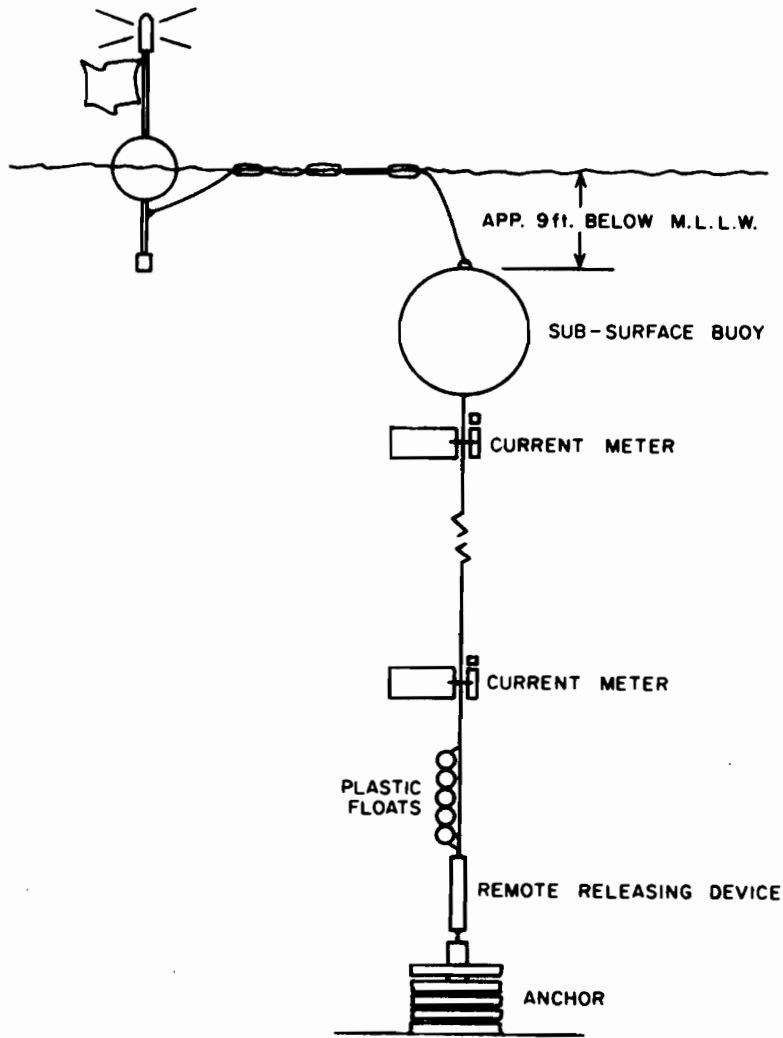 APP. 9ft. BELOW M.L.L.W.
SUB-SURFACE BUOY
CURRENT METER
CURRENT METER
PLASTIC
FLOATS
REMOTE RELEASING DEVICE
ANCHOR